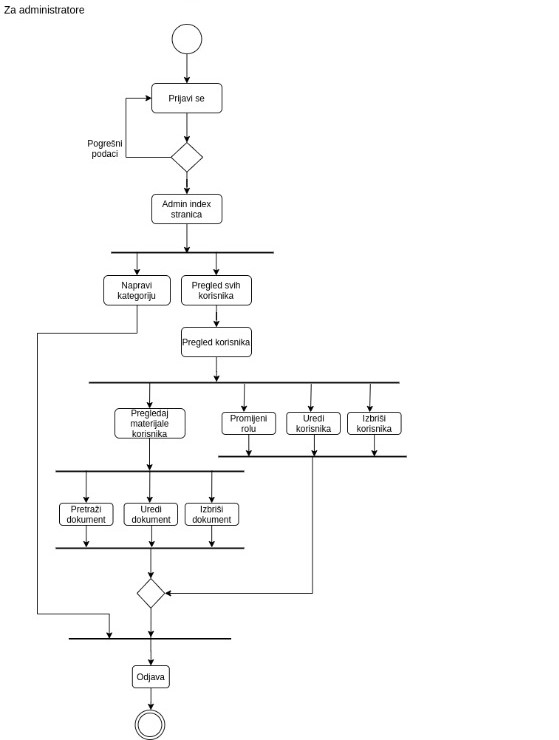 Za administratore
Prijavi se
Pogrešni
podaci
Admin index
stranica
Napravi
kategoriju
Pregled svih
korisnika
Pregled korisnika
Pregledaj
materijale
korisnika
Promijeni
rolu
Uredi
korisnika
Izbriši
korisnika
Pretraži
dokument
Uredi
dokument
Izbriši
dokument
Odjava